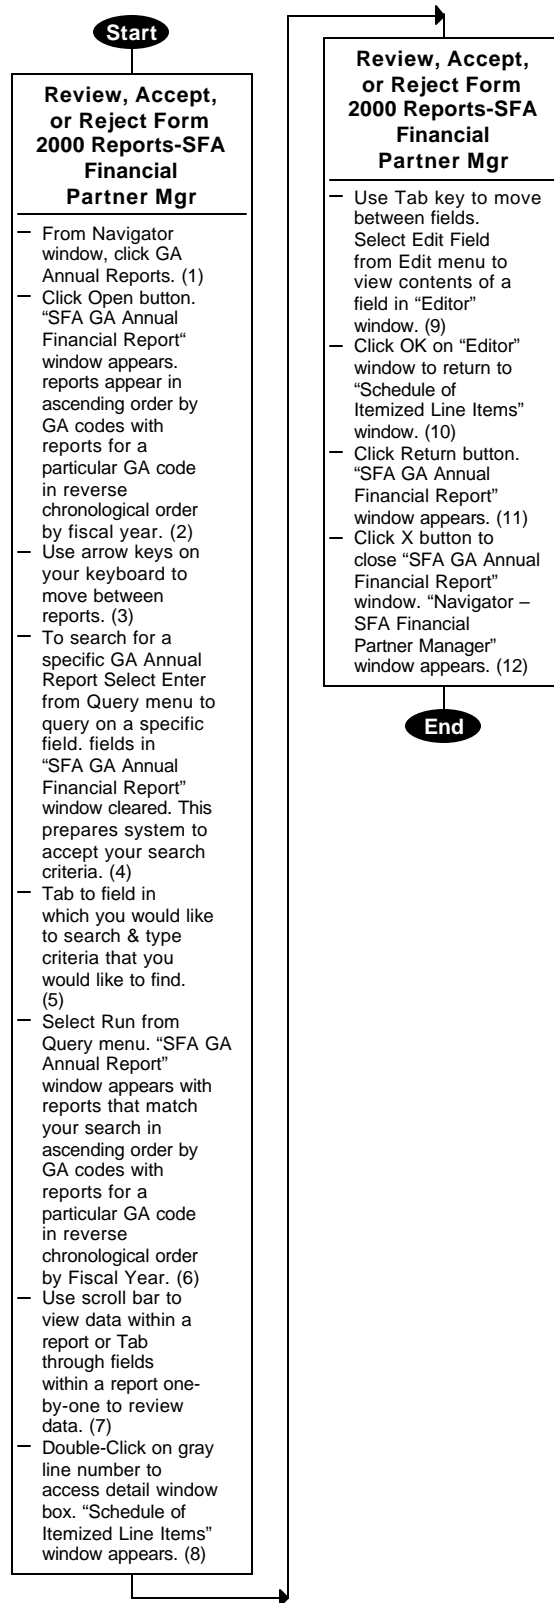 Start
Review, Accept,
or Reject Form
2000 Reports-SFA
Financial
Partner Mgr
– From Navigator
window, click GA
Annual Reports. (1)
– Click Open button.
“SFA GA Annual
Financial Report“
window appears.
reports appear in
ascending order by
GA codes with
reports for a
particular GA code
in reverse
chronological order
by fiscal year. (2)
– Use arrow keys on
your keyboard to
move between
reports. (3)
– To search for a
specific GA Annual
Report Select Enter
from Query menu to
query on a specific
field. fields in
“SFA GA Annual
Financial Report”
window cleared. This
prepares system to
accept your search
criteria. (4)
– Tab to field in
which you would like
to search & type
criteria that you
would like to find.
(5)
– Select Run from
Query menu. “SFA GA
Annual Report”
window appears with
reports that match
your search in
ascending order by
GA codes with
reports for a
particular GA code
in reverse
chronological order
by Fiscal Year. (6)
– Use scroll bar to
view data within a
report or Tab
through fields
within a report one-
by-one to review
data. (7)
– Double-Click on gray
line number to
access detail window
box. “Schedule of
Itemized Line Items”
window appears. (8)
Review, Accept,
or Reject Form
2000 Reports-SFA
Financial
Partner Mgr
– Use Tab key to move
between fields.
Select Edit Field
from Edit menu to
view contents of a
field in “Editor”
window. (9)
– Click OK on “Editor”
window to return to
“Schedule of
Itemized Line Items”
window. (10)
– Click Return button.
“SFA GA Annual
Financial Report”
window appears. (11)
– Click X button to
close “SFA GA Annual
Financial Report”
window. “Navigator –
SFA Financial
Partner Manager”
window appears. (12)
End